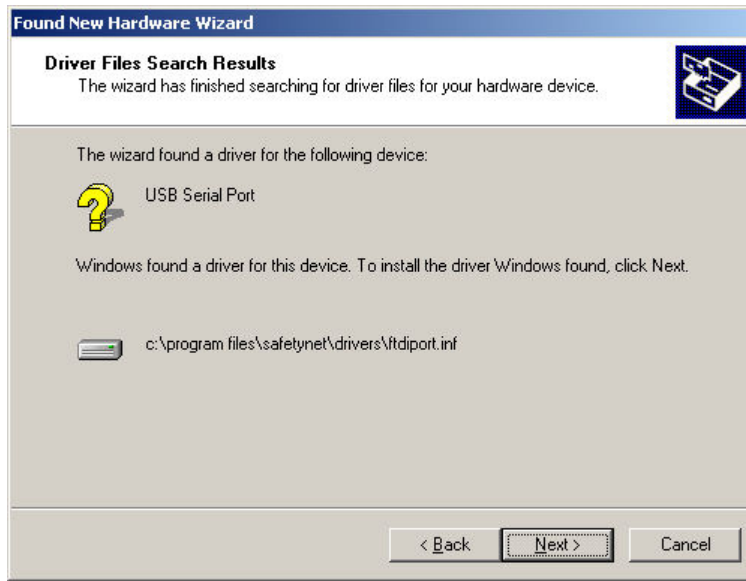 Found New Hardware Wizard
Driver Files Search Results
The wizard has finished searching for driver files for your hardware device.
The wizard found a driver for the following device:
USB Serial Port
Windows found a driver for this device. To install the driver Windows found, click Next.
c:\program files\safetynet\drivers\ftdiport.inf
< Back Next > Cancel